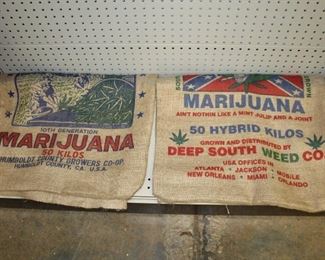 10TH GENERATION
MARIJUANA
50 KILOS
HUMBOLDT COUNTY GROWERS CO-OP.
HUMBOLDT COUNTY, CA. U.S.A.
MARIJUANA
AIN'T NOTHIN LIKE A MINT JULIP AND A JOINT
50 HYBRID KILOS
GROWN AND DISTRIBUTED BY
DEEP SOUTH WEED CO.
USA OFFICES IN
ATLANTA • JACKSON • MOBILE
NEW ORLEANS • MIAMI • ORLANDO